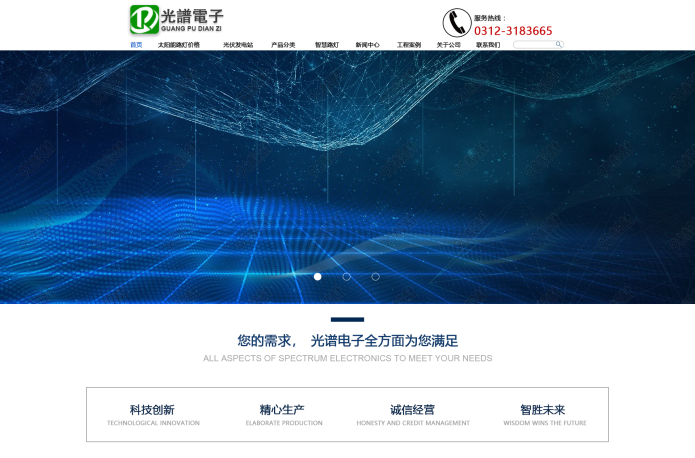 光譜電子
GUANG PU DIAN ZI
服务热线：
0312-3183665
首页 太阳能路灯价格 光伏发电站 产品分类 智慧路灯 新闻中心 工程案例 关于公司 联系我们
您的需求， 光谱电子全方面为您满足
ALL ASPECTS OF SPECTRUM ELECTRONICS TO MEET YOUR NEEDS
科技创新 精心生产 诚信经营 智胜未来
TECHNOLOGICAL INNOVATION ELABORATE PRODUCTION HONESTY AND CREDIT MANAGEMENT WISDOM WINS THE FUTURE